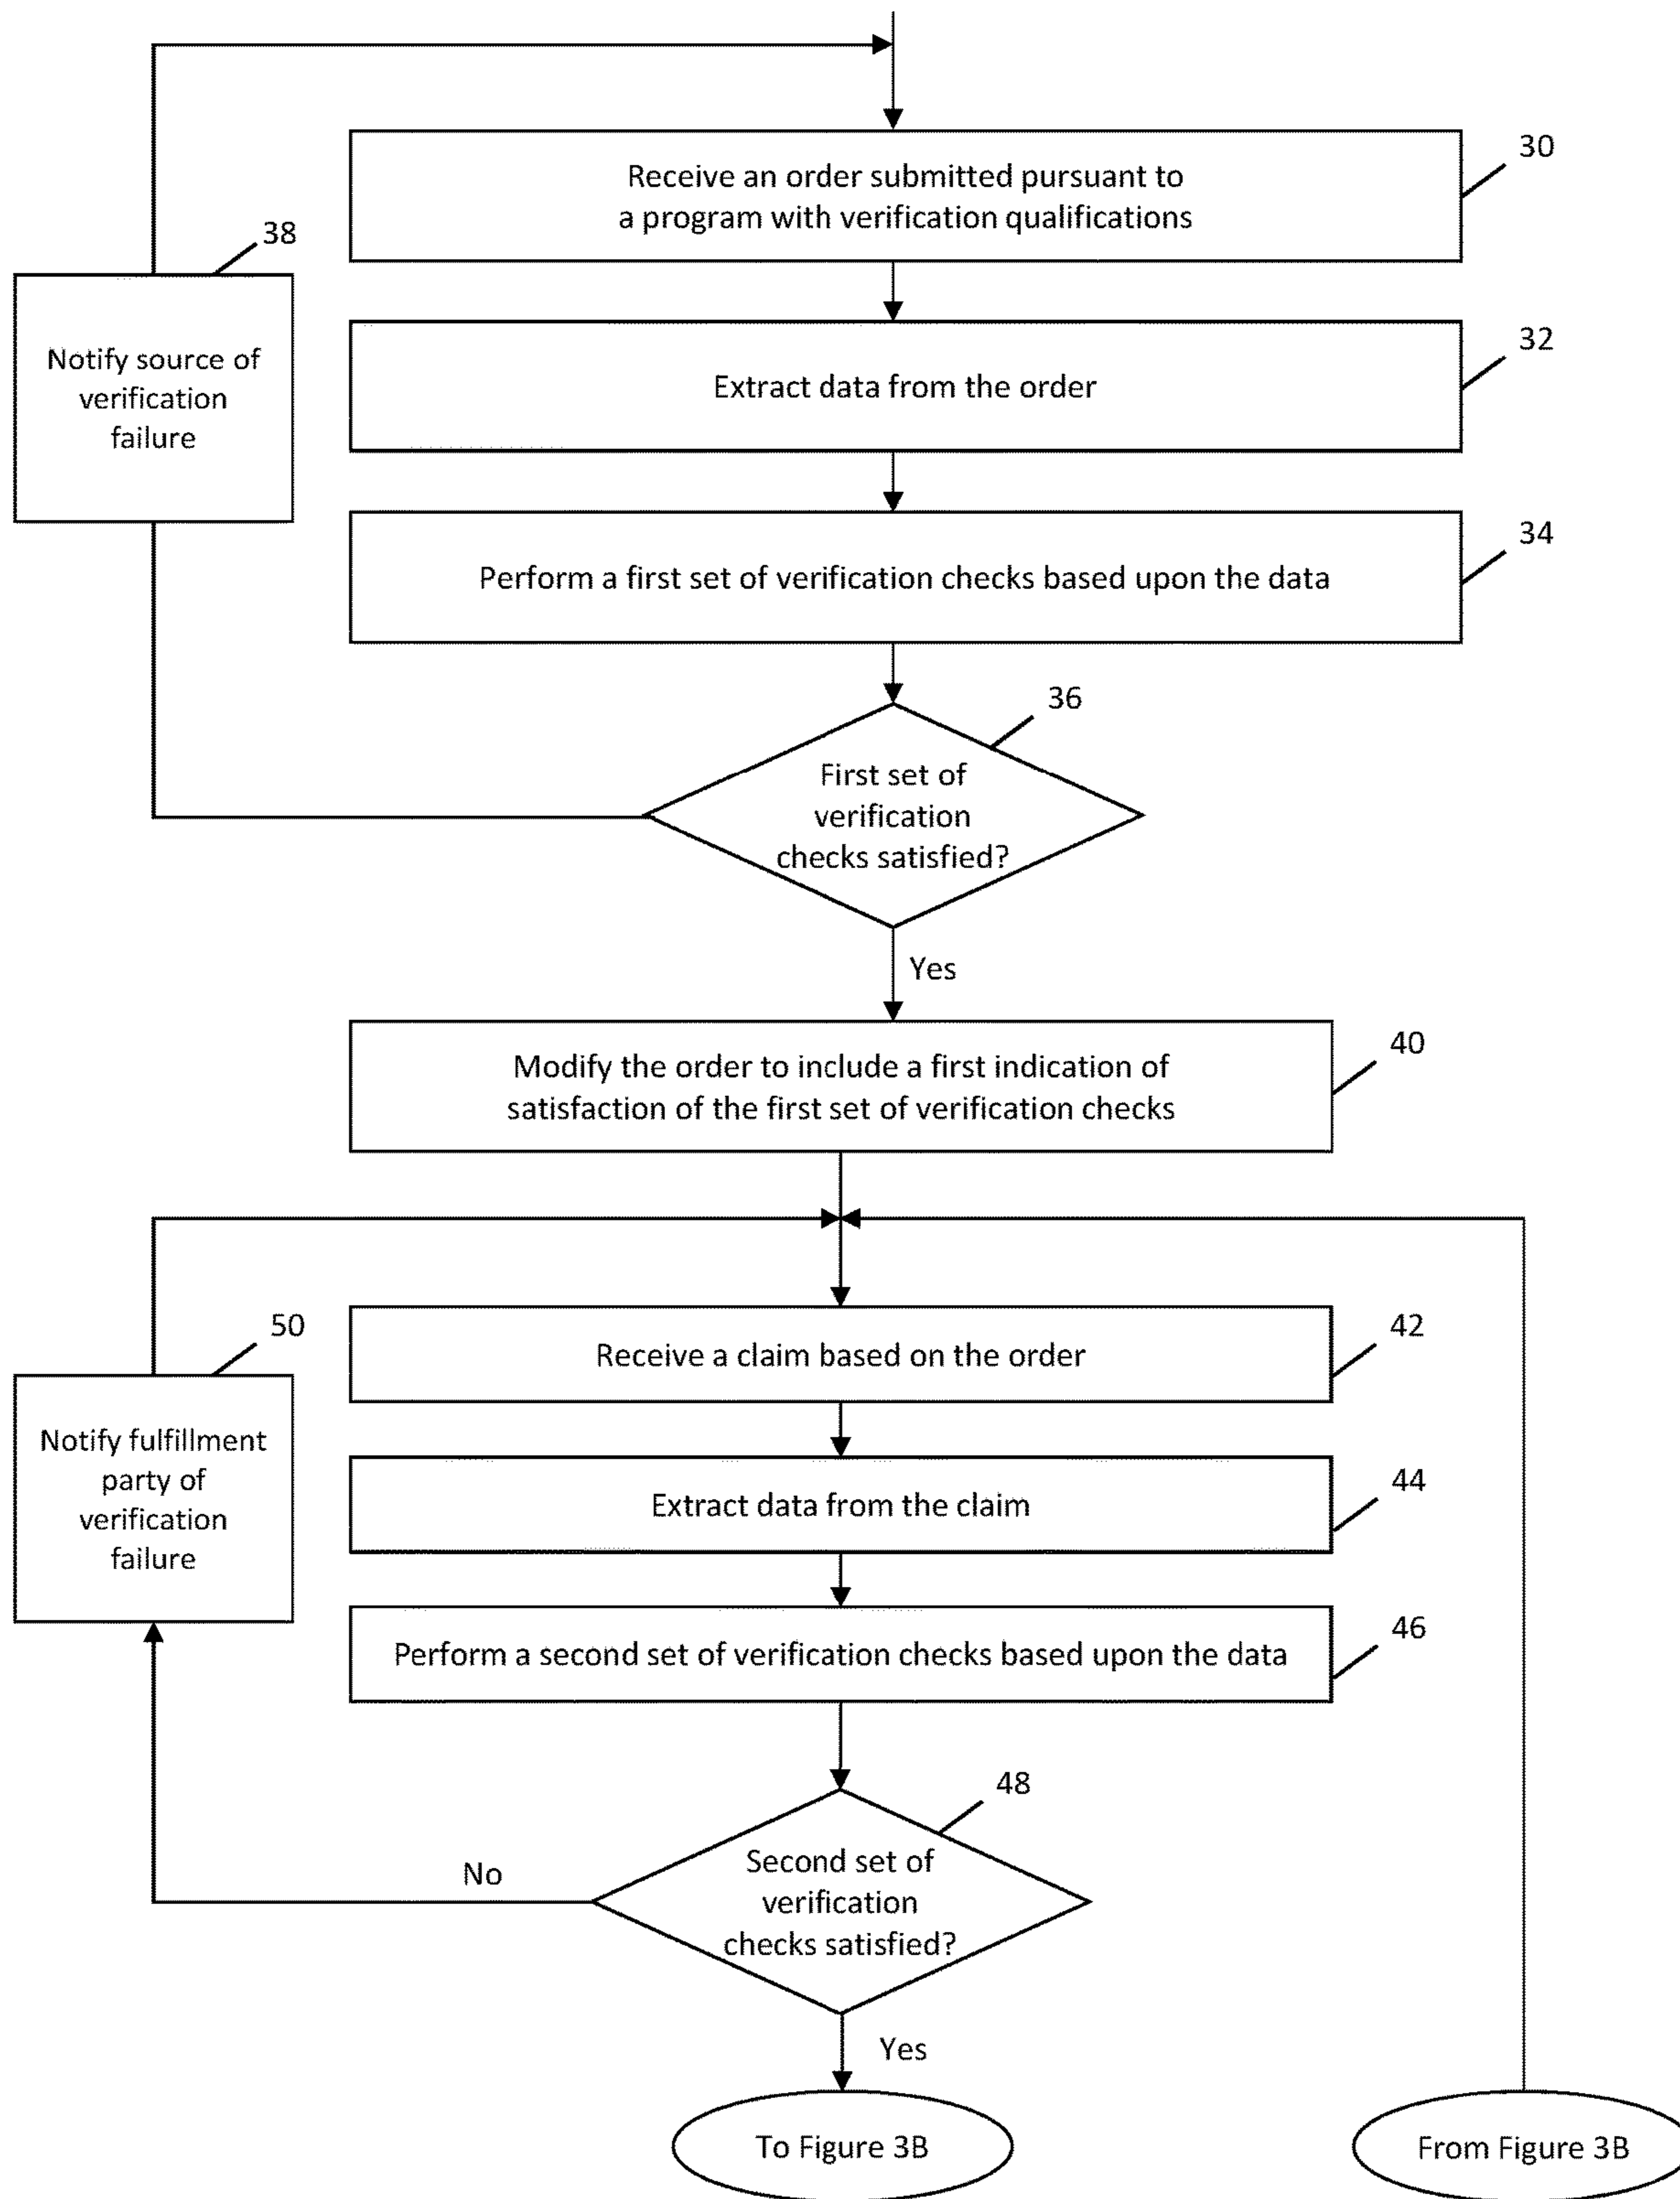 30
Receive an order submitted pursuant to
a program with verification qualifications
38
Notify source of
verification
failure
32
Extract data from the order
34
Perform a first set of verification checks based upon the data
36
First set of
verification
checks satisfied?
Yes
40
Modify the order to include a first indication of
satisfaction of the first set of verification checks
50
Notify fulfillment
party of
verification
failure
42
Receive a claim based on the order
44
Extract data from the claim
46
Perform a second set of verification checks based upon the data
48
Second set of
verification
checks satisfied?
No
Yes
To Figure 3B
From Figure 3B